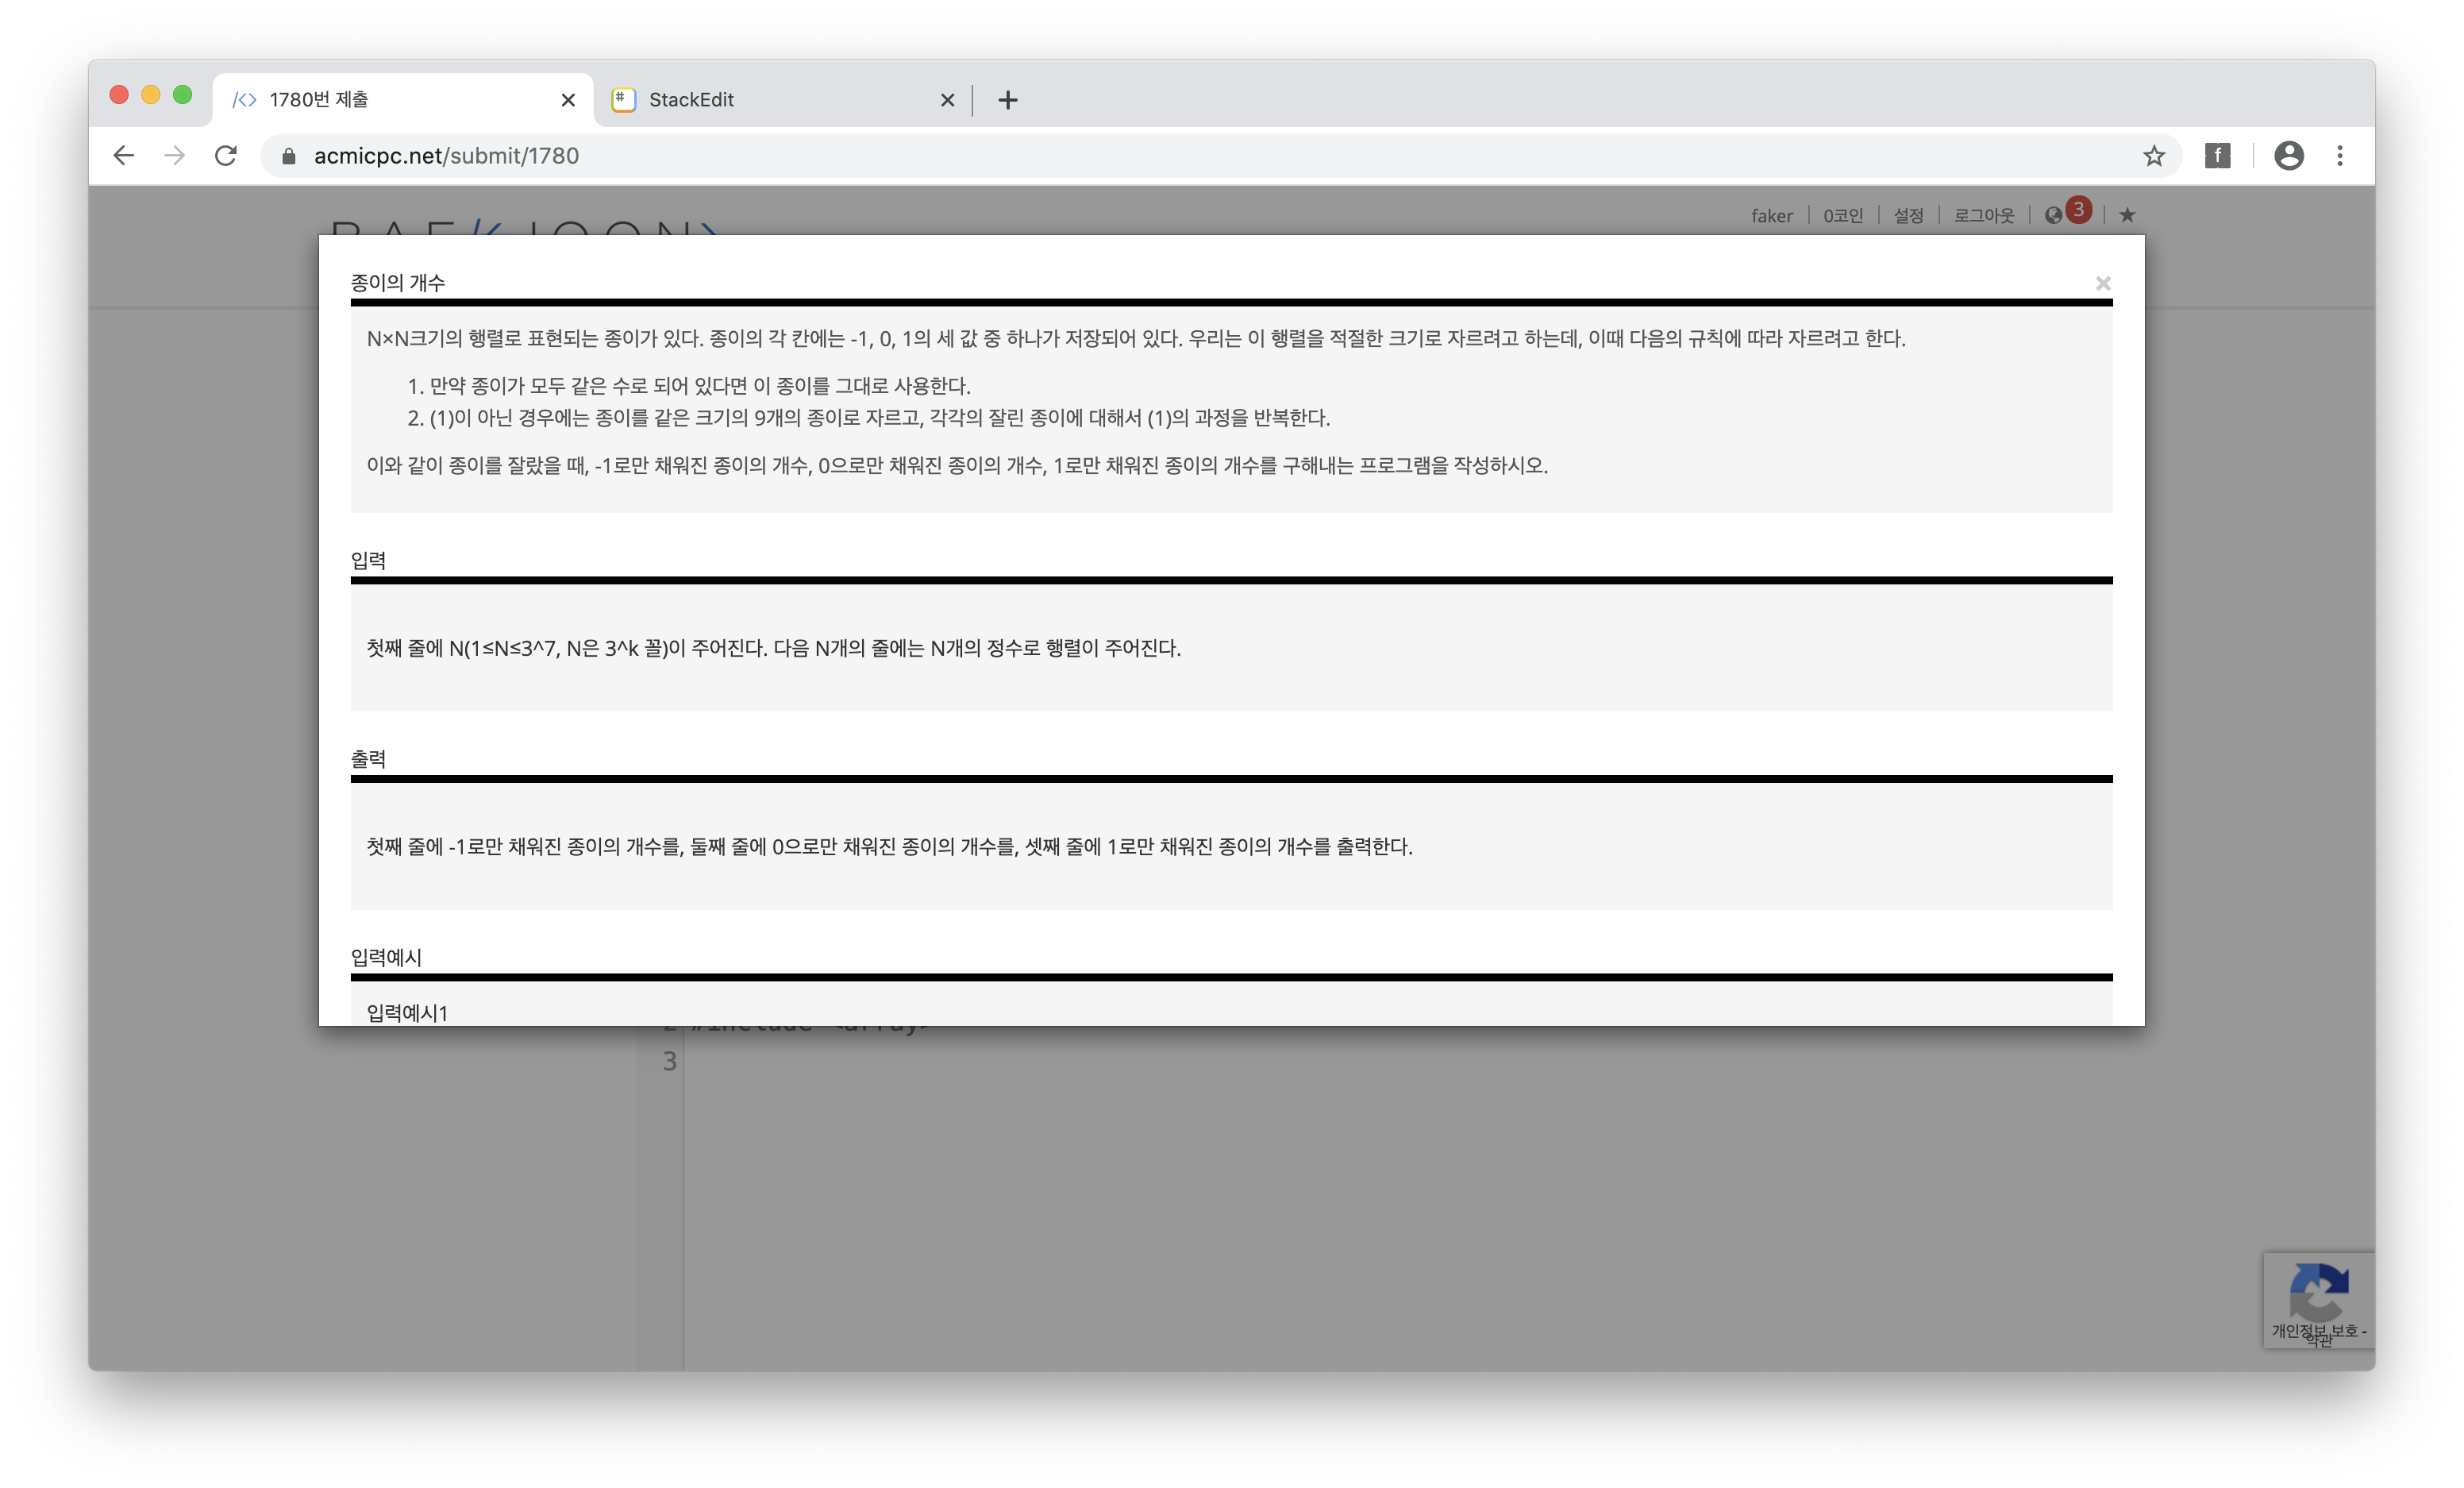 1780번 제출
StackEdit
acmicpc.net/submit/1780
f
faker
0코인
설정
로그아웃
3
종이의 개수
N×N크기의 행렬로 표현되는 종이가 있다. 종이의 각 칸에는 -1, 0, 1의 세 값 중 하나가 저장되어 있다. 우리는 이 행렬을 적절한 크기로 자르려고 하는데, 이때 다음의 규칙에 따라 자르려고 한다.
1. 만약 종이가 모두 같은 수로 되어 있다면 이 종이를 그대로 사용한다.
2. (1)이 아닌 경우에는 종이를 같은 크기의 9개의 종이로 자르고, 각각의 잘린 종이에 대해서 (1)의 과정을 반복한다.
이와 같이 종이를 잘랐을 때, -1로만 채워진 종이의 개수, 0으로만 채워진 종이의 개수, 1로만 채워진 종이의 개수를 구해내는 프로그램을 작성하시오.
입력
첫째 줄에 N(1≤N≤3^7, N은 3^k 꼴)이 주어진다. 다음 N개의 줄에는 N개의 정수로 행렬이 주어진다.
출력
첫째 줄에 -1로만 채워진 종이의 개수를, 둘째 줄에 0으로만 채워진 종이의 개수를, 셋째 줄에 1로만 채워진 종이의 개수를 출력한다.
입력예시
입력예시1
2 #include <array>
3
개인정보 보호 -
약관